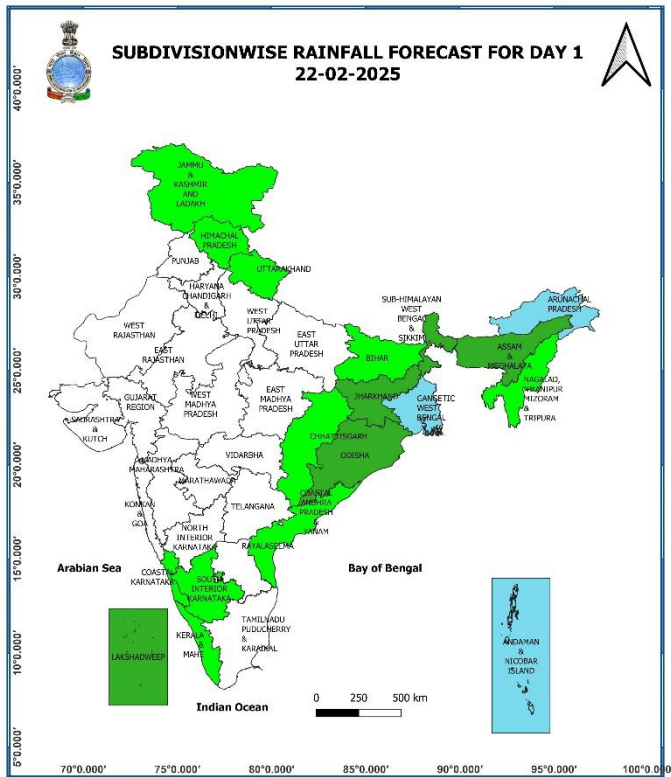 SUBDIVISIONWISE RAINFALL FORECAST FOR DAY 1
22-02-2025
40°0.000'
35°0.000'
30°0.000'
25°0.000'
20°0.000'
15°0.000'
10°0.000'
5°0.000'
JAMMU
&
KASHMIR
AND
LADAKH
HIMACHAL
PRADESH
PUNJAB
UTTARAKHAND
HARYANA
CHANDIGARH
&
DELHI
WEST
UTTAR
PRADESH
EAST
UTTAR
PRADESH
SUB-HIMALAYAN
WEST
BENGAL
&
SIKKIM
ARUNACHAL
PRADESH
WEST
RAJASTHAN
EAST
RAJASTHAN
BIHAR
ASSAM
&
MEGHALAYA
NAGALAD,
MANIPUR
MIZORAM
&
TRIPURA
GUJARAT
REGION
WEST
MADHYA
PRADESH
EAST
MADHYA
PRADESH
JHARKHAND
GANGETIC
WEST
BENGAL
SAURASHTRA
&
KUTCH
CHHATTISGARH
VIDARBHA
ODISHA
MADHYA
MAHARASHTRA
MARATHAWADA
KONKAN
&
GOA
TELANGANA
COASTAL
ANDHRA
PRADESH
&
YANAM
NORTH
INTERIOR
KARNATAKA
RAYALASEEMA
COASTAL
KARNATAKA
SOUTH
INTERIOR
KARNATAKA
Arabian Sea
Bay of Bengal
KERALA
&
MAHE
TAMILNADU
PUDUCHERRY
&
KARAIKAL
LAKSHADWEEP
ANDAMAN
&
NICOBAR
ISLAND
Indian Ocean
0 250 500 km
70°0.000' 75°0.000' 80°0.000' 85°0.000' 90°0.000' 95°0.000' 100°0.000'